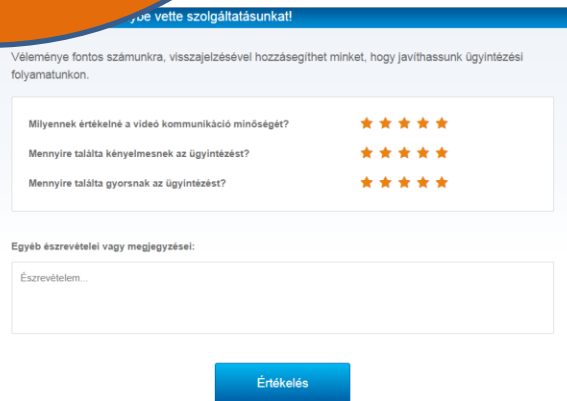 vette szolgáltatásunkat!
Véleménye fontos számunkra, visszajelzésével hozzásegíthet minket, hogy javíthassunk ügyintézési
folyamatunkon.
Milyennek értékelné a videó kommunikáció minőségét?
Mennyire találta kényelmesnek az ügyintézést?
Mennyire találta gyorsnak az ügyintézést?
Egyéb észrevételei vagy megjegyzései:
Észrevételem...
Értékelés